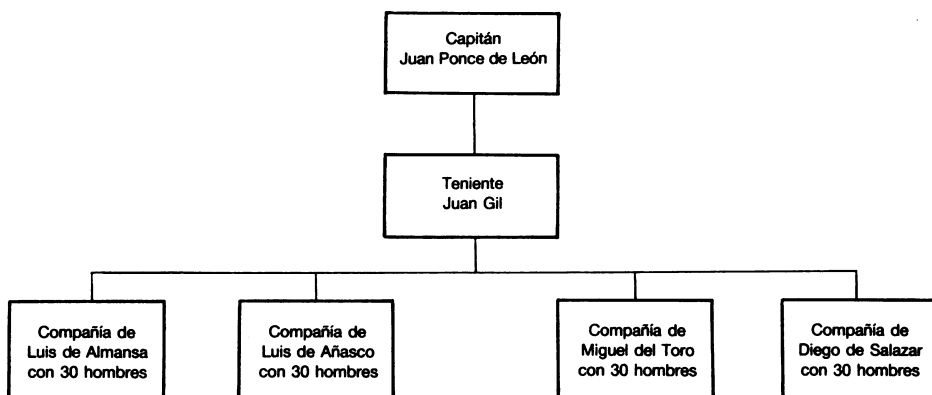 Capitán
Juan Ponce de León
Teniente
Juan Gil
Compañía de
Luis de Almansa
con 30 hombres
Compañía de
Luis de Añasco
con 30 hombres
Compañía de
Miguel del Toro
con 30 hombres
Compañía de
Diego de Salazar
con 30 hombres